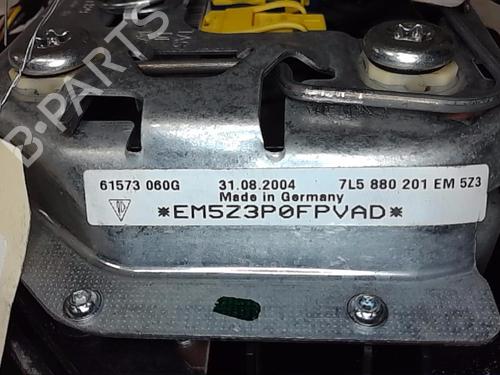 B-PARTS
61573 060G 31.08.2004 7L5 880 201 EM 5Z3
Made in Germany
*EM5Z3P0FPVAD*